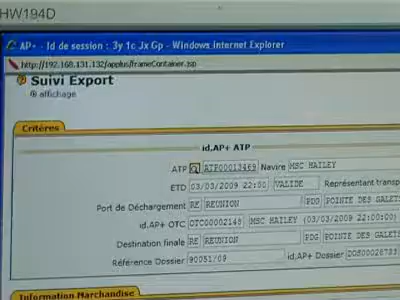 HW194D
AP+ - Id de session : 3y 1c Jx Gp - Windows Internet Explorer
http://192.168.131.132/applus/frameContainer.jsp
Suivi Export
affichage
Critères
id.AP+ ATP
ATP ATP00013469 Navire MSC HAILEY
ETD 03/03/2009 22:00 VALIDE Représentant transp
Port de Déchargement RE REUNION PDG POINTE DES GALETS
id.AP+ OTC OTC00002149 MSC HAILEY (03/03/2009 22:00:00)
Destination finale RE REUNION PDG POINTE DES GALETS
Référence Dossier 90051/09 id.AP+ Dossier DOS00026783
Information Marchandise